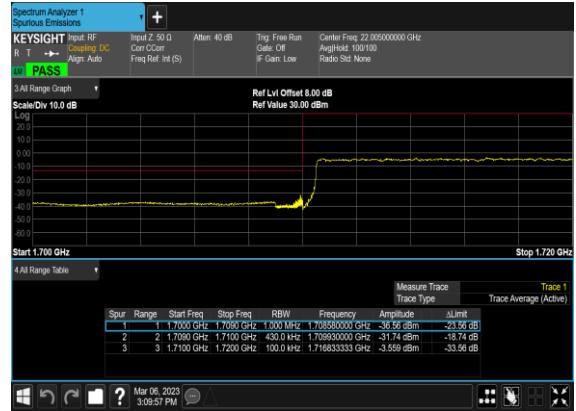 Spectrum Analyzer 1
Spurious Emissions
KEYSIGHT Input: RF Input Z: 50 Ω Atten: 40 dB Trig: Free Run Center Freq: 22.005000000 GHz
R T Coupling: DC Corr CCorr Gate: Off Avg|Hold: 100/100
Align: Auto Freq Ref: Int (S) IF Gain: Low Radio Std: None
LM PASS
3 All Range Graph
Ref Lvl Offset 8.00 dB
Scale/Div 10.0 dB Ref Value 30.00 dBm
Log
20.0
10.0
0.00
-10.0
-20.0
-30.0
-40.0
-50.0
-60.0
Start 1.700 GHz Stop 1.720 GHz
4 All Range Table
Measure Trace Trace 1
Trace Type Trace Average (Active)
Spur Range Start Freq Stop Freq RBW Frequency Amplitude ΔLimit
1 1 1.7000 GHz 1.7090 GHz 1.000 MHz 1.708580000 GHz -36.56 dBm -23.56 dB
2 2 1.7090 GHz 1.7100 GHz 430.0 kHz 1.709930000 GHz -31.74 dBm -18.74 dB
3 3 1.7100 GHz 1.7200 GHz 100.0 kHz 1.716833333 GHz -3.559 dBm -33.56 dB
Mar 06, 2023
3:09:57 PM